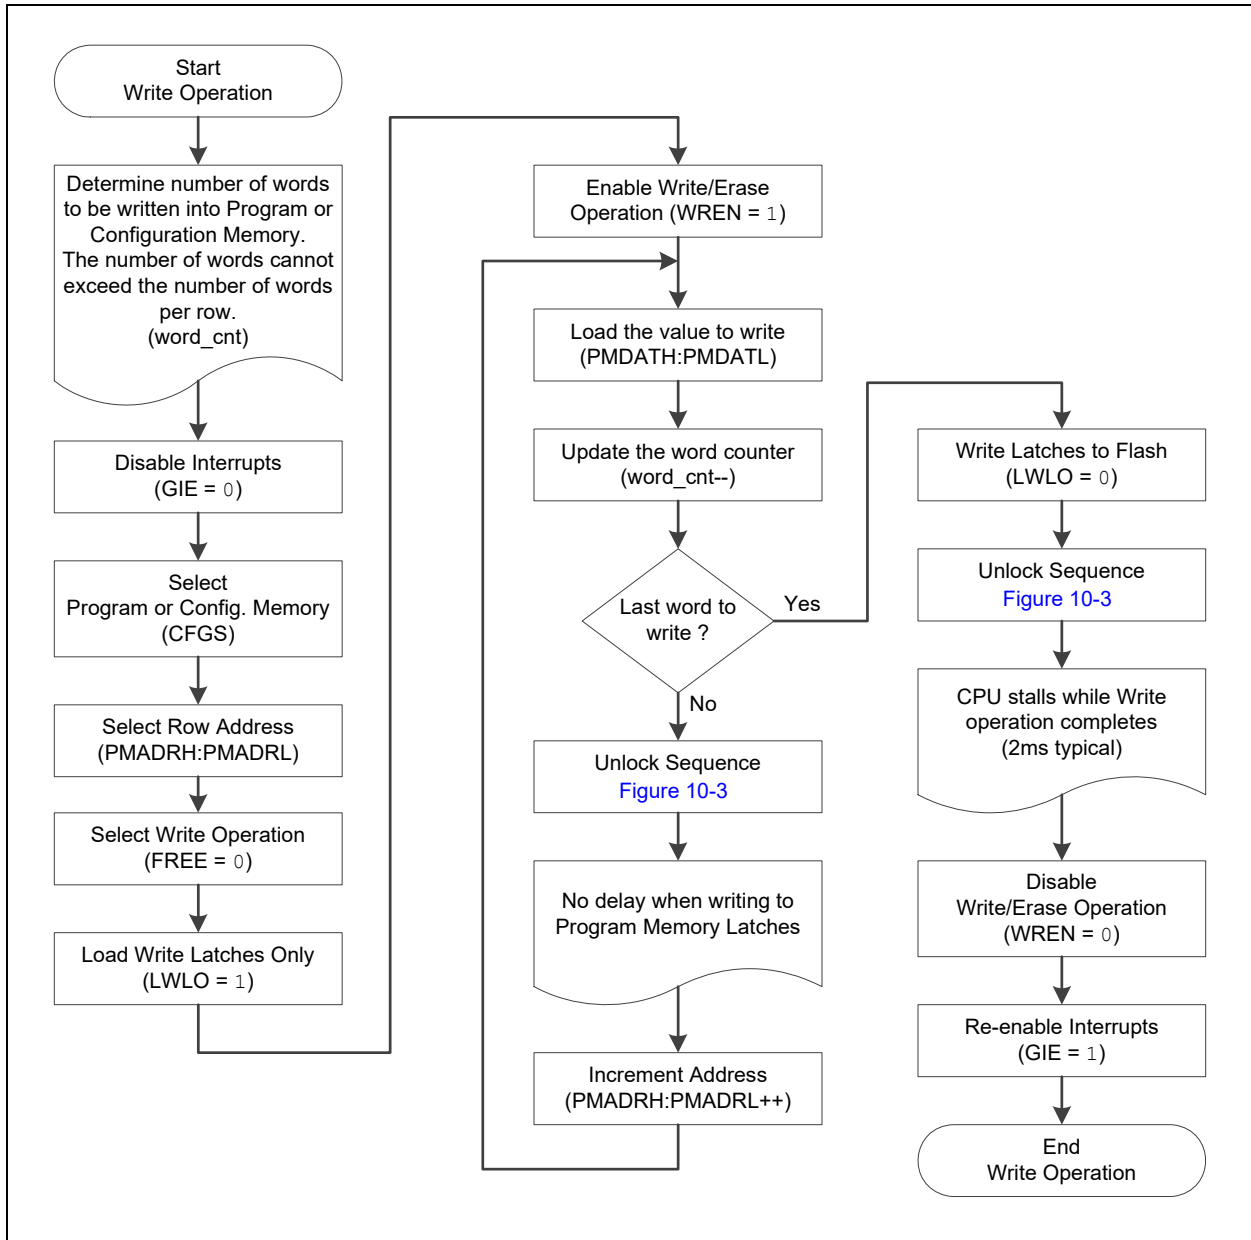 Start
Write Operation
Determine number of words
to be written into Program or
Configuration Memory.
The number of words cannot
exceed the number of words
per row.
(word_cnt)
Disable Interrupts
(GIE = 0)
Select
Program or Config. Memory
(CFGS)
Select Row Address
(PMADRH:PMADRL)
Select Write Operation
(FREE = 0)
Load Write Latches Only
(LWLO = 1)
Enable Write/Erase
Operation (WREN = 1)
Load the value to write
(PMDATH:PMDATL)
Update the word counter
(word_cnt--)
Last word to
write ?
Yes
No
Unlock Sequence
Figure 10-3
No delay when writing to
Program Memory Latches
Increment Address
(PMADRH:PMADRL++)
Write Latches to Flash
(LWLO = 0)
Unlock Sequence
Figure 10-3
CPU stalls while Write
operation completes
(2ms typical)
Disable
Write/Erase Operation
(WREN = 0)
Re-enable Interrupts
(GIE = 1)
End
Write Operation